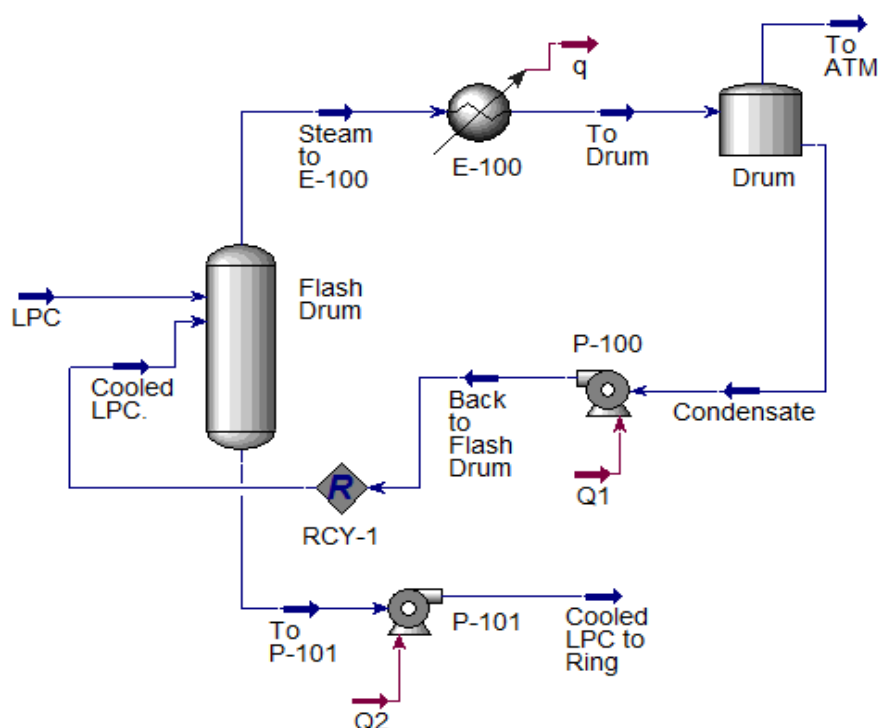 To
ATM
q
Steam
to
E-100
E-100
To
Drum
Drum
LPC
Flash
Drum
Cooled
LPC.
P-100
Back
to
Flash
Drum
Condensate
Q1
R
RCY-1
To
P-101
P-101
Cooled
LPC to
Ring
Q2